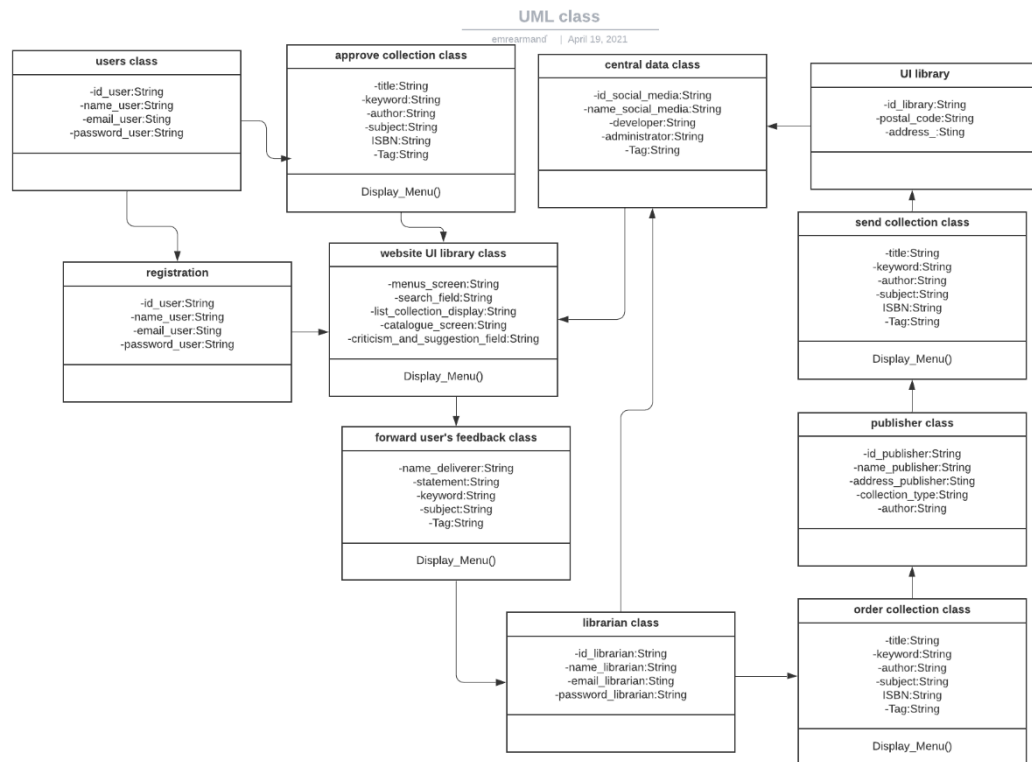 UML class
emrearmand | April 19, 2021
users class
-id_user:String
-name_user:String
-email_user:Sting
-password_user:String
approve collection class
-title:String
-keyword:String
-author:String
-subject:String
ISBN:String
-Tag:String
Display_Menu()
central data class
-id_social_media:String
-name_social_media:String
-developer:String
-administrator:String
-Tag:String
UI library
-id_library:String
-postal_code:String
-address_:Sting
registration
-id_user:String
-name_user:String
-email_user:Sting
-password_user:String
website UI library class
-menus_screen:String
-search_field:String
-list_collection_display:String
-catalogue_screen:String
-criticism_and_suggestion_field:String
Display_Menu()
send collection class
-title:String
-keyword:String
-author:String
-subject:String
ISBN:String
-Tag:String
Display_Menu()
forward user's feedback class
-name_deliverer:String
-statement:String
-keyword:String
-subject:String
-Tag:String
Display_Menu()
publisher class
-id_publisher:String
-name_publisher:String
-address_publisher:Sting
-collection_type:String
-author:String
librarian class
-id_librarian:String
-name_librarian:String
-email_librarian:Sting
-password_librarian:String
order collection class
-title:String
-keyword:String
-author:String
-subject:String
ISBN:String
-Tag:String
Display_Menu()